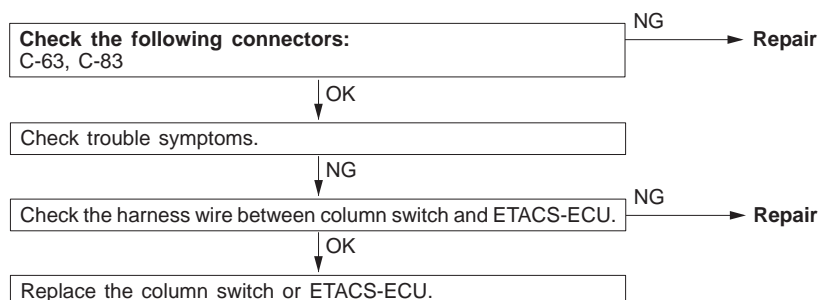 Check the following connectors:
C-63, C-83
NG
Repair
OK
Check trouble symptoms.
NG
Check the harness wire between column switch and ETACS-ECU.
NG
Repair
OK
Replace the column switch or ETACS-ECU.